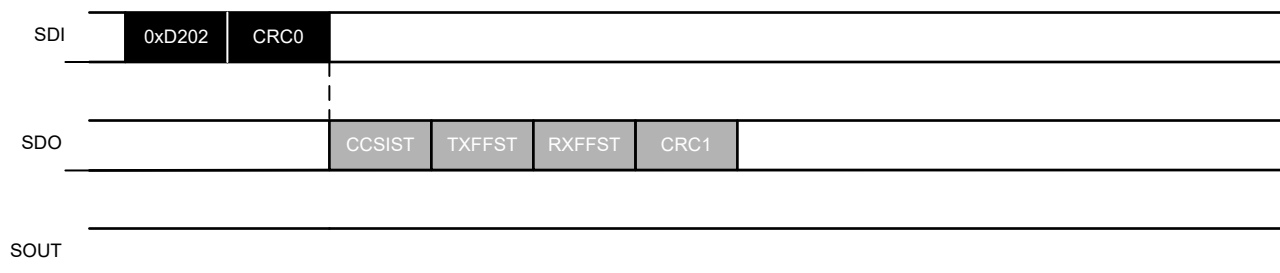 SDI 0xD202 CRC0
SDO CCSIST TXFFST RXFFST CRC1
SOUT